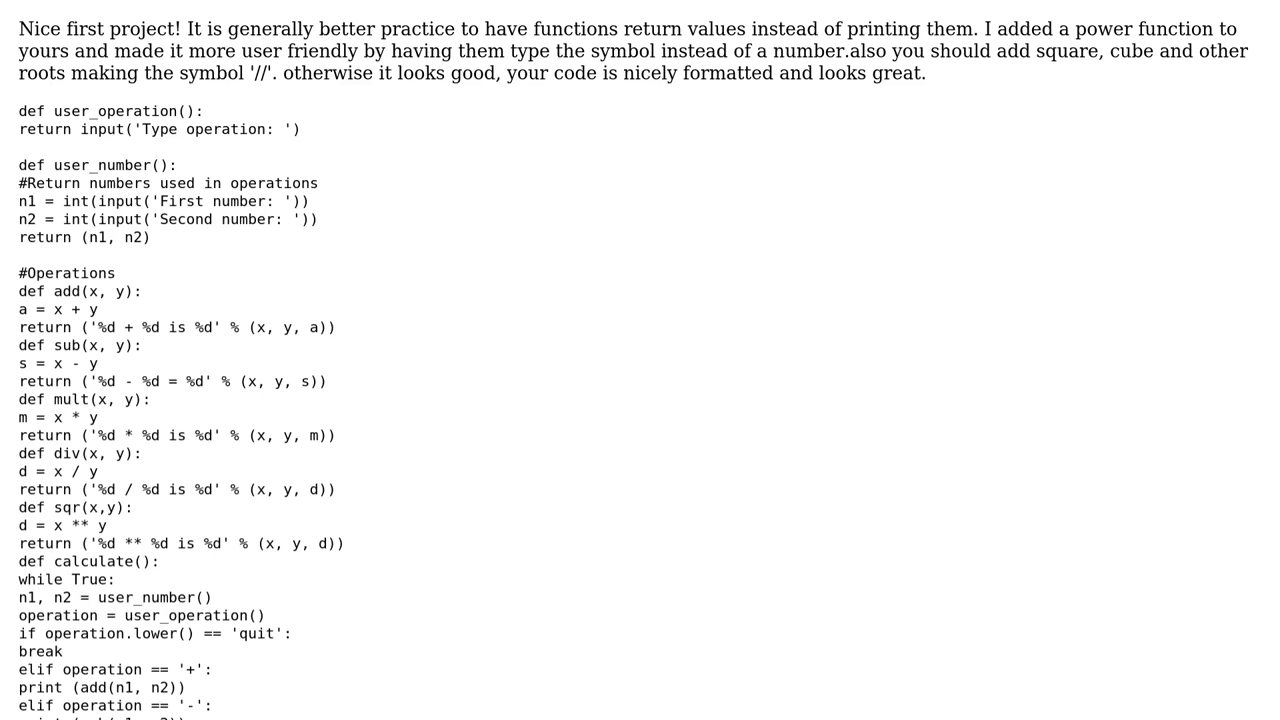 Nice first project! It is generally better practice to have functions return values instead of printing them. I added a power function to
yours and made it more user friendly by having them type the symbol instead of a number.also you should add square, cube and other
roots making the symbol '//'. otherwise it looks good, your code is nicely formatted and looks great.
def user_operation():
return input('Type operation: ')
def user_number():
#Return numbers used in operations
n1 = int(input('First number: '))
n2 = int(input('Second number: '))
return (n1, n2)
#Operations
def add(x, y):
a = x + y
return ('%d + %d is %d' % (x, y, a))
def sub(x, y):
s = x - y
return ('%d - %d = %d' % (x, y, s))
def mult(x, y):
m = x * y
return ('%d * %d is %d' % (x, y, m))
def div(x, y):
d = x / y
return ('%d / %d is %d' % (x, y, d))
def sqr(x,y):
d = x ** y
return ('%d ** %d is %d' % (x, y, d))
def calculate():
while True:
n1, n2 = user_number()
operation = user_operation()
if operation.lower() == 'quit':
break
elif operation == '+':
print (add(n1, n2))
elif operation == '-':